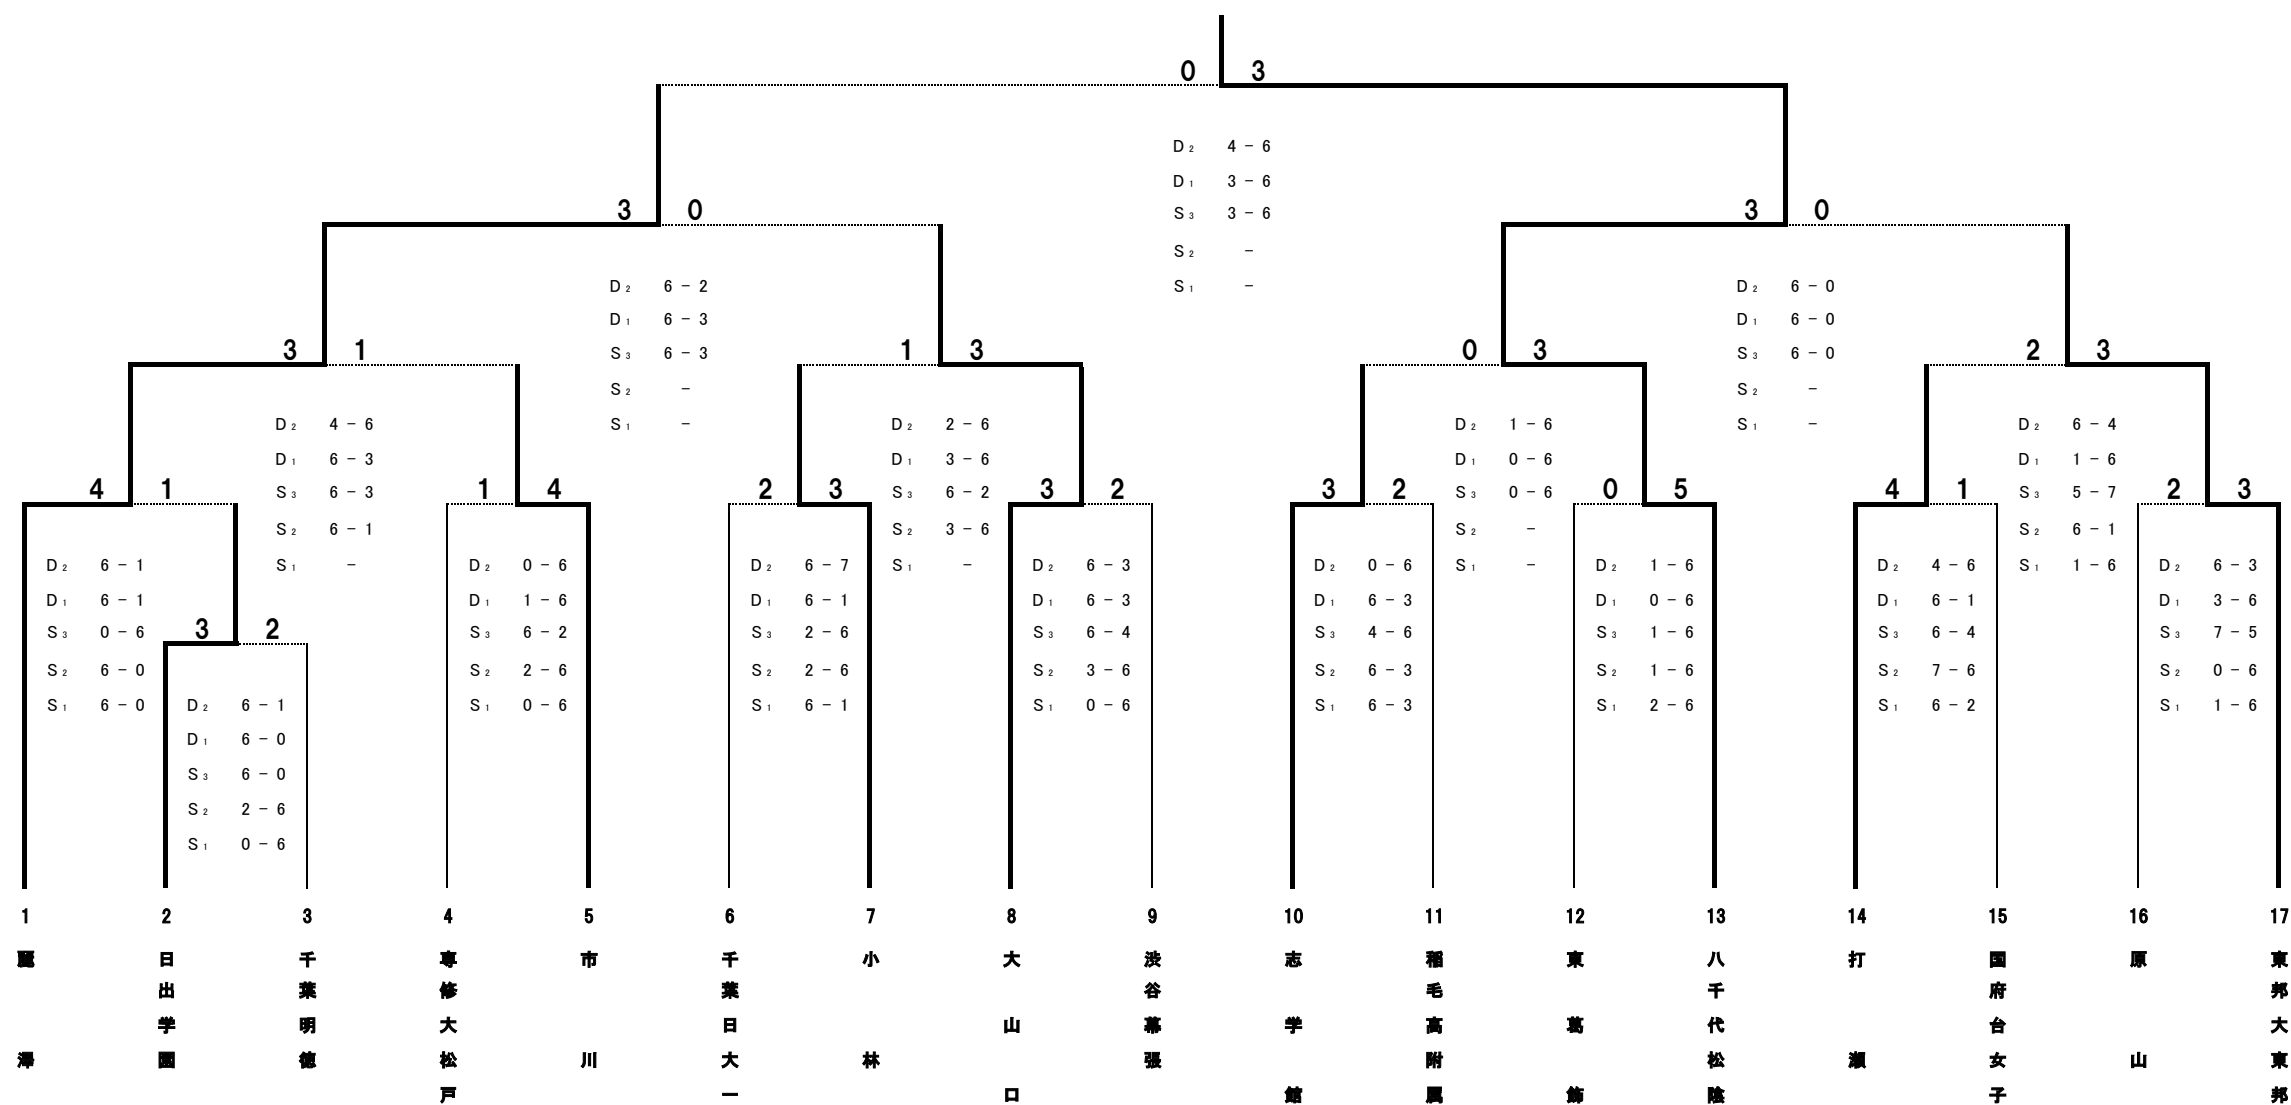 0 3
D2 4 - 6
D1 3 - 6
S3 3 - 6
S2 -
S1 -
3 0
D2 6 - 2
D1 6 - 3
S3 6 - 3
S2 -
S1 -
3 0
D2 6 - 0
D1 6 - 0
S3 6 - 0
S2 -
S1 -
3 1
D2 4 - 6
D1 6 - 3
S3 6 - 3
S2 6 - 1
S1 -
1 3
D2 2 - 6
D1 3 - 6
S3 6 - 2
S2 3 - 6
S1 -
0 3
D2 1 - 6
D1 0 - 6
S3 0 - 6
S2 -
S1 -
2 3
D2 6 - 4
D1 1 - 6
S3 5 - 7
S2 6 - 1
S1 1 - 6
4 1
D2 6 - 1
D1 6 - 1
S3 0 - 6
S2 6 - 0
S1 6 - 0
3 2
D2 6 - 1
D1 6 - 0
S3 6 - 0
S2 2 - 6
S1 0 - 6
1 4
D2 0 - 6
D1 1 - 6
S3 6 - 2
S2 2 - 6
S1 0 - 6
2 3
D2 6 - 7
D1 6 - 1
S3 2 - 6
S2 2 - 6
S1 6 - 1
3 2
D2 6 - 3
D1 6 - 3
S3 6 - 4
S2 3 - 6
S1 0 - 6
3 2
D2 0 - 6
D1 6 - 3
S3 4 - 6
S2 6 - 3
S1 6 - 3
0 5
D2 1 - 6
D1 0 - 6
S3 1 - 6
S2 1 - 6
S1 2 - 6
4 1
D2 4 - 6
D1 6 - 1
S3 6 - 4
S2 7 - 6
S1 6 - 2
2 3
D2 6 - 3
D1 3 - 6
S3 7 - 5
S2 0 - 6
S1 1 - 6
1 麗澤
2 日出学園
3 千葉明徳
4 専修大松戸
5 市川
6 千葉日大一
7 小林
8 大山口
9 渋谷幕張
10 志学館
11 稲毛高附属
12 東葛飾
13 八千代松陰
14 打瀬
15 国府台女子
16 原山
17 東邦大東邦